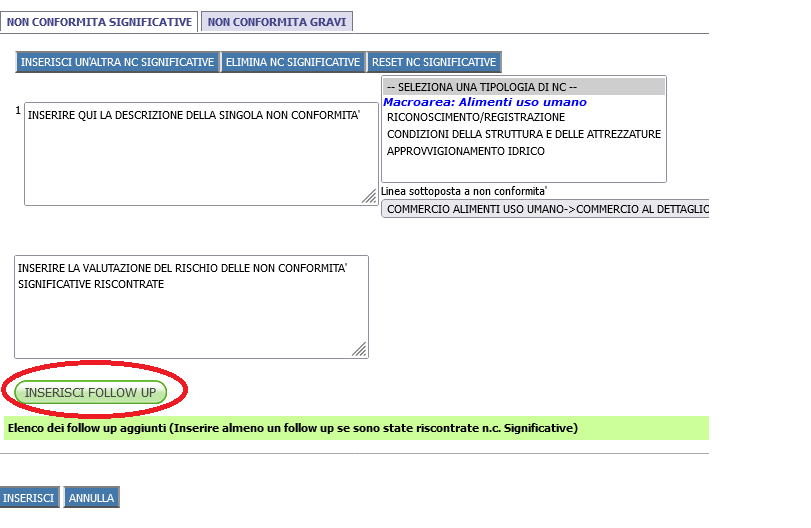 NON CONFORMITA SIGNIFICATIVE NON CONFORMITA GRAVI
INSERISCI UN'ALTRA NC SIGNIFICATIVE ELIMINA NC SIGNIFICATIVE RESET NC SIGNIFICATIVE
-- SELEZIONA UNA TIPOLOGIA DI NC --
Macroarea: Alimenti uso umano
RICONOSCIMENTO/REGISTRAZIONE
CONDIZIONI DELLA STRUTTURA E DELLE ATTREZZATURE
APPROVVIGIONAMENTO IDRICO
1 INSERIRE QUI LA DESCRIZIONE DELLA SINGOLA NON CONFORMITA'
Linea sottoposta a non conformita'
COMMERCIO ALIMENTI USO UMANO->COMMERCIO AL DETTAGLIO
INSERIRE LA VALUTAZIONE DEL RISCHIO DELLE NON CONFORMITA'
SIGNIFICATIVE RISCONTRATE
INSERISCI FOLLOW UP
Elenco dei follow up aggiunti (Inserire almeno un follow up se sono state riscontrate n.c. Significative)
INSERISCI ANNULLA